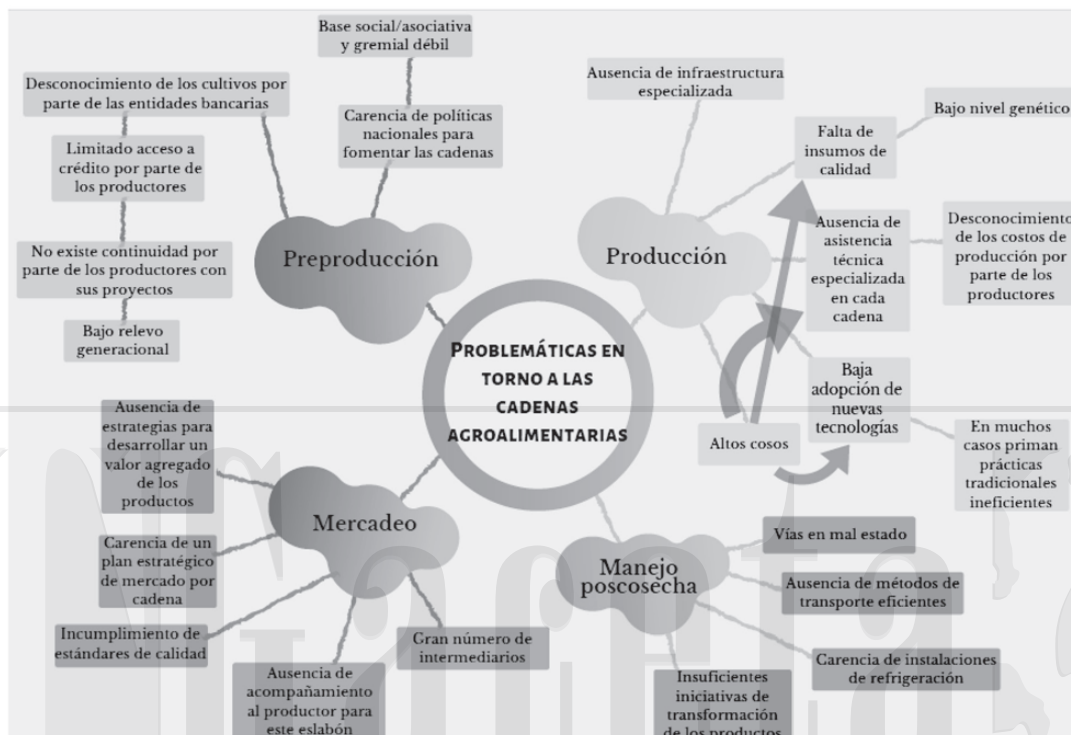 Base social/asociativa
y gremial débil
Desconocimiento de los cultivos por
parte de las entidades bancarias
Carencia de políticas
nacionales para
fomentar las cadenas
Limitado acceso a
crédito por parte de
los productores
No existe continuidad por
parte de los productores con
sus proyectos
Bajo relevo
generacional
Preproducción
Ausencia de infraestructura
especializada
Bajo nivel genético
Falta de
insumos de
calidad
Producción
Ausencia de
asistencia
técnica
especializada
en cada
cadena
Desconocimiento
de los costos de
producción por
parte de los
productores
Baja
adopción de
nuevas
tecnologías
Altos cosos
En muchos
casos priman
prácticas
tradicionales
ineficientes
PROBLEMÁTICAS EN
TORNO A LAS
CADENAS
AGROALIMENTARIAS
Ausencia de
estrategias para
desarrollar un
valor agregado
de los
productos
Mercadeo
Carencia de un
plan estratégico
de mercado por
cadena
Incumplimiento de
estándares de calidad
Ausencia de
acompañamiento
al productor para
este eslabón
Gran número de
intermediarios
Manejo
poscosecha
Vías en mal estado
Ausencia de métodos de
transporte eficientes
Carencia de instalaciones
de refrigeración
Insuficientes
iniciativas de
transformación
de los productos